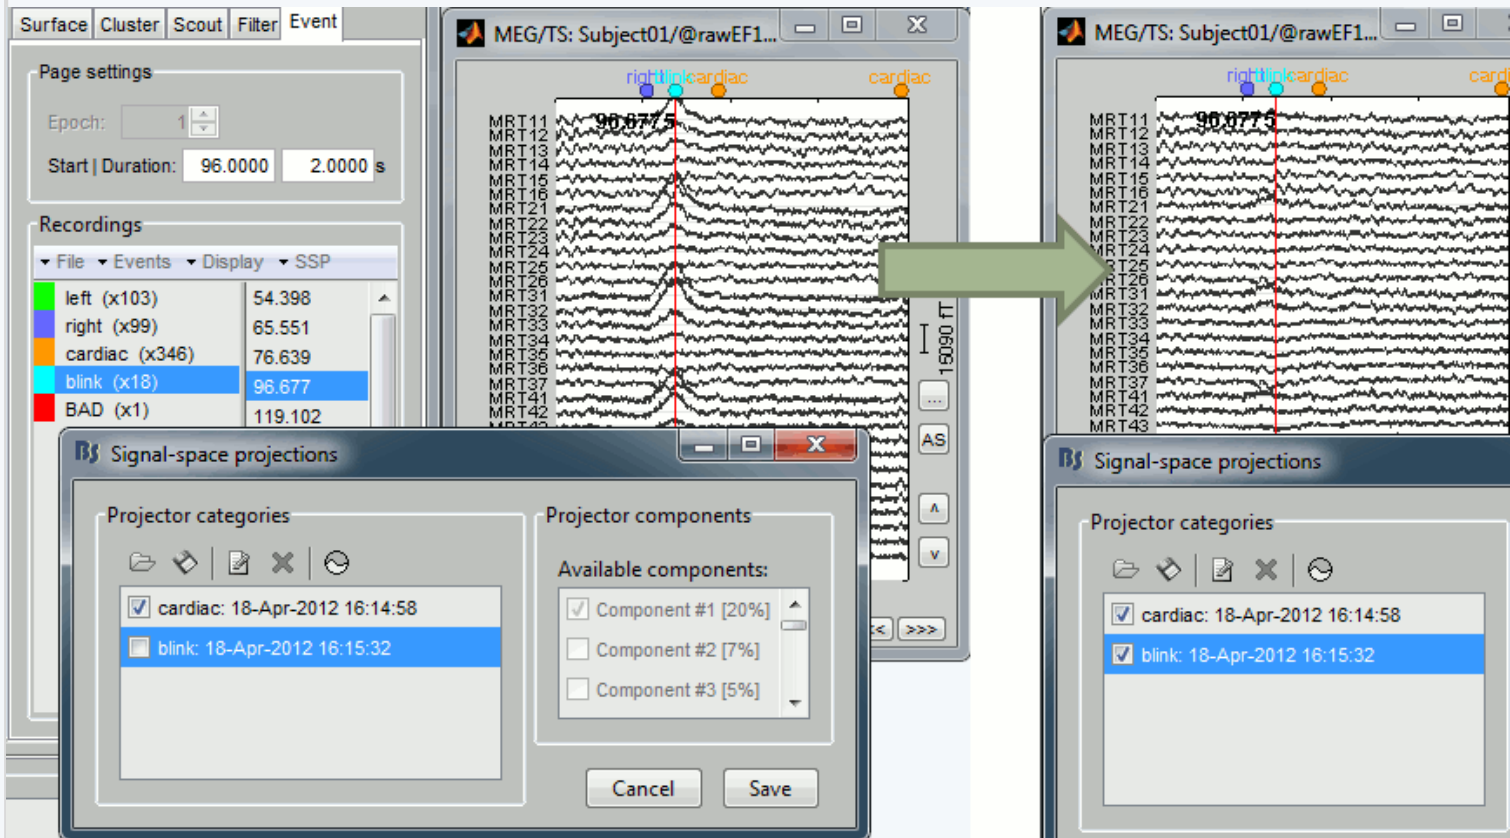 Surface Cluster Scout Filter Event
Page settings
Epoch: 1
Start | Duration: 96.0000 2.0000 s
Recordings
File Events Display SSP
left (x103) 54.398
right (x99) 65.551
cardiac (x346) 76.639
blink (x18) 96.677
BAD (x1) 119.102
MEG/TS: Subject01/@rawEF1...
right blink cardiac cardiac
96.6775
MRT11
MRT12
MRT13
MRT14
MRT15
MRT16
MRT21
MRT22
MRT23
MRT24
MRT25
MRT26
MRT31
MRT32
MRT33
MRT34
MRT35
MRT36
MRT37
MRT41
MRT42
MRT43
15090 fT
...
AS
^
v
<< >>>
Signal-space projections
Projector categories
cardiac: 18-Apr-2012 16:14:58
blink: 18-Apr-2012 16:15:32
Projector components
Available components:
Component #1 [20%]
Component #2 [7%]
Component #3 [5%]
Cancel Save
MEG/TS: Subject01/@rawEF1...
right blink cardiac card
96.6775
MRT11
MRT12
MRT13
MRT14
MRT15
MRT16
MRT21
MRT22
MRT23
MRT24
MRT25
MRT26
MRT31
MRT32
MRT33
MRT34
MRT35
MRT36
MRT37
MRT41
MRT42
MRT43
Signal-space projections
Projector categories
cardiac: 18-Apr-2012 16:14:58
blink: 18-Apr-2012 16:15:32